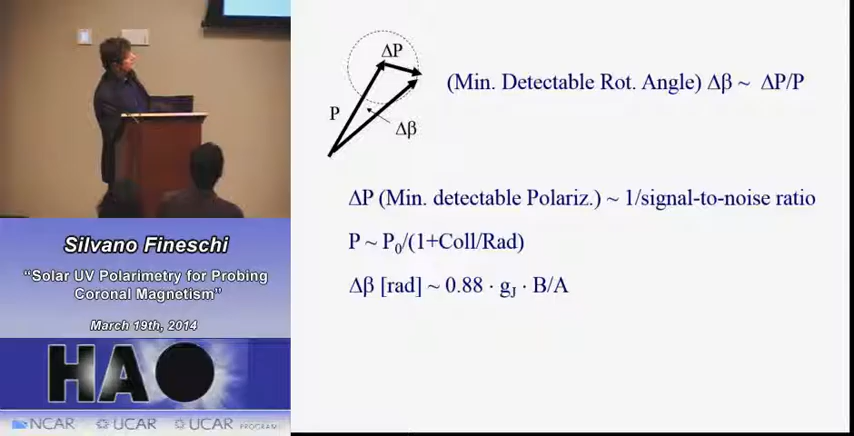 ΔP
P
Δβ
(Min. Detectable Rot. Angle) Δβ ~ ΔP/P
ΔP (Min. detectable Polariz.) ~ 1/signal-to-noise ratio
P ~ P₀/(1+Coll/Rad)
Δβ [rad] ~ 0.88 · gJ · B/A
Silvano Fineschi
“Solar UV Polarimetry for Probing
Coronal Magnetism”
March 19th, 2014
HAO
NCAR UCAR UCAR PROGRAMS